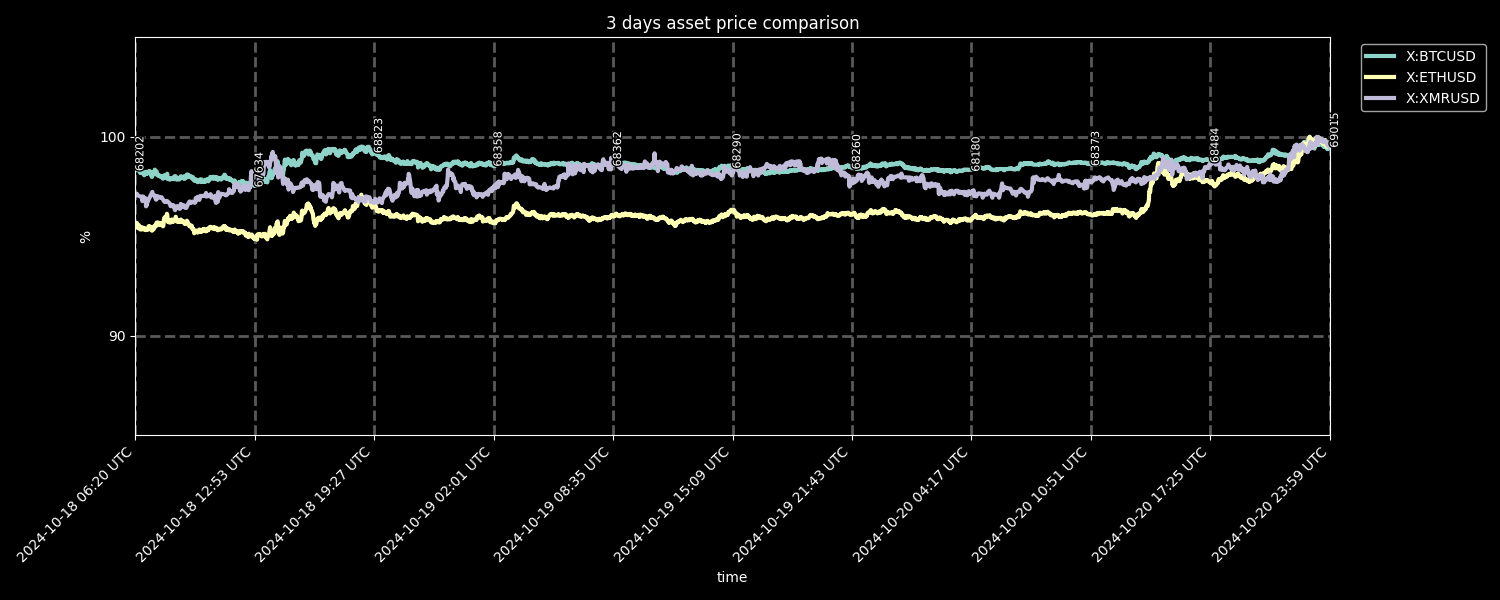 3 days asset price comparison
X:BTCUSD
X:ETHUSD
X:XMRUSD
100
90
%
68202
67634
68823
68358
68362
68290
68260
68180
68373
68484
69015
2024-10-18 06:20 UTC
2024-10-18 12:53 UTC
2024-10-18 19:27 UTC
2024-10-19 02:01 UTC
2024-10-19 08:35 UTC
2024-10-19 15:09 UTC
2024-10-19 21:43 UTC
2024-10-20 04:17 UTC
2024-10-20 10:51 UTC
2024-10-20 17:25 UTC
2024-10-20 23:59 UTC
time